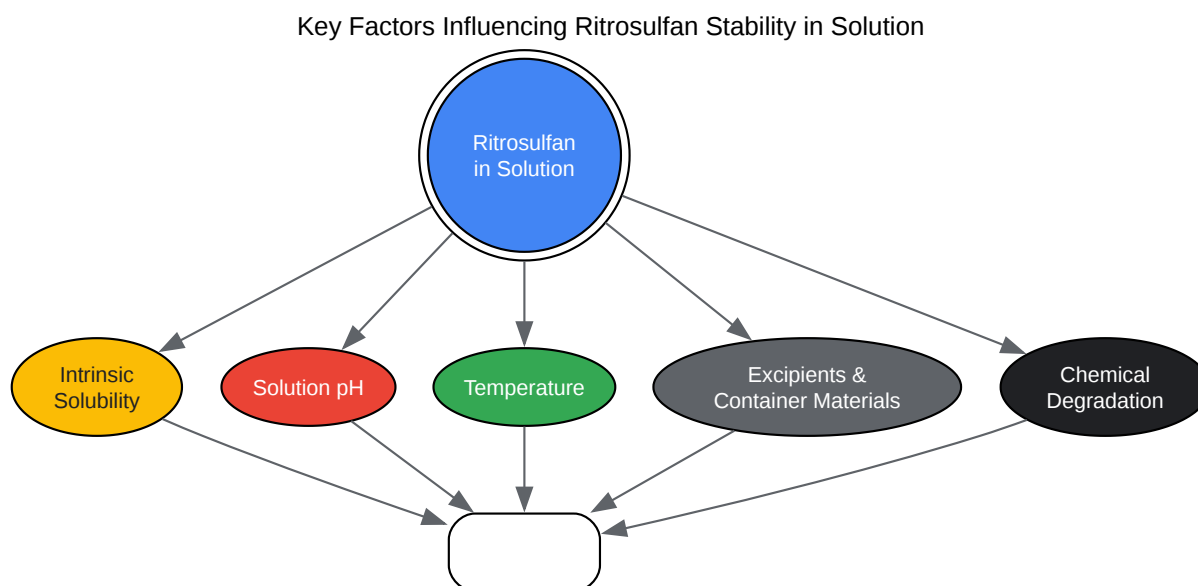 Key Factors Influencing Ritrosulfan Stability in Solution
Ritrosulfan
in Solution
Intrinsic
Solubility
Solution pH
Temperature
Excipients &
Container Materials
Chemical
Degradation